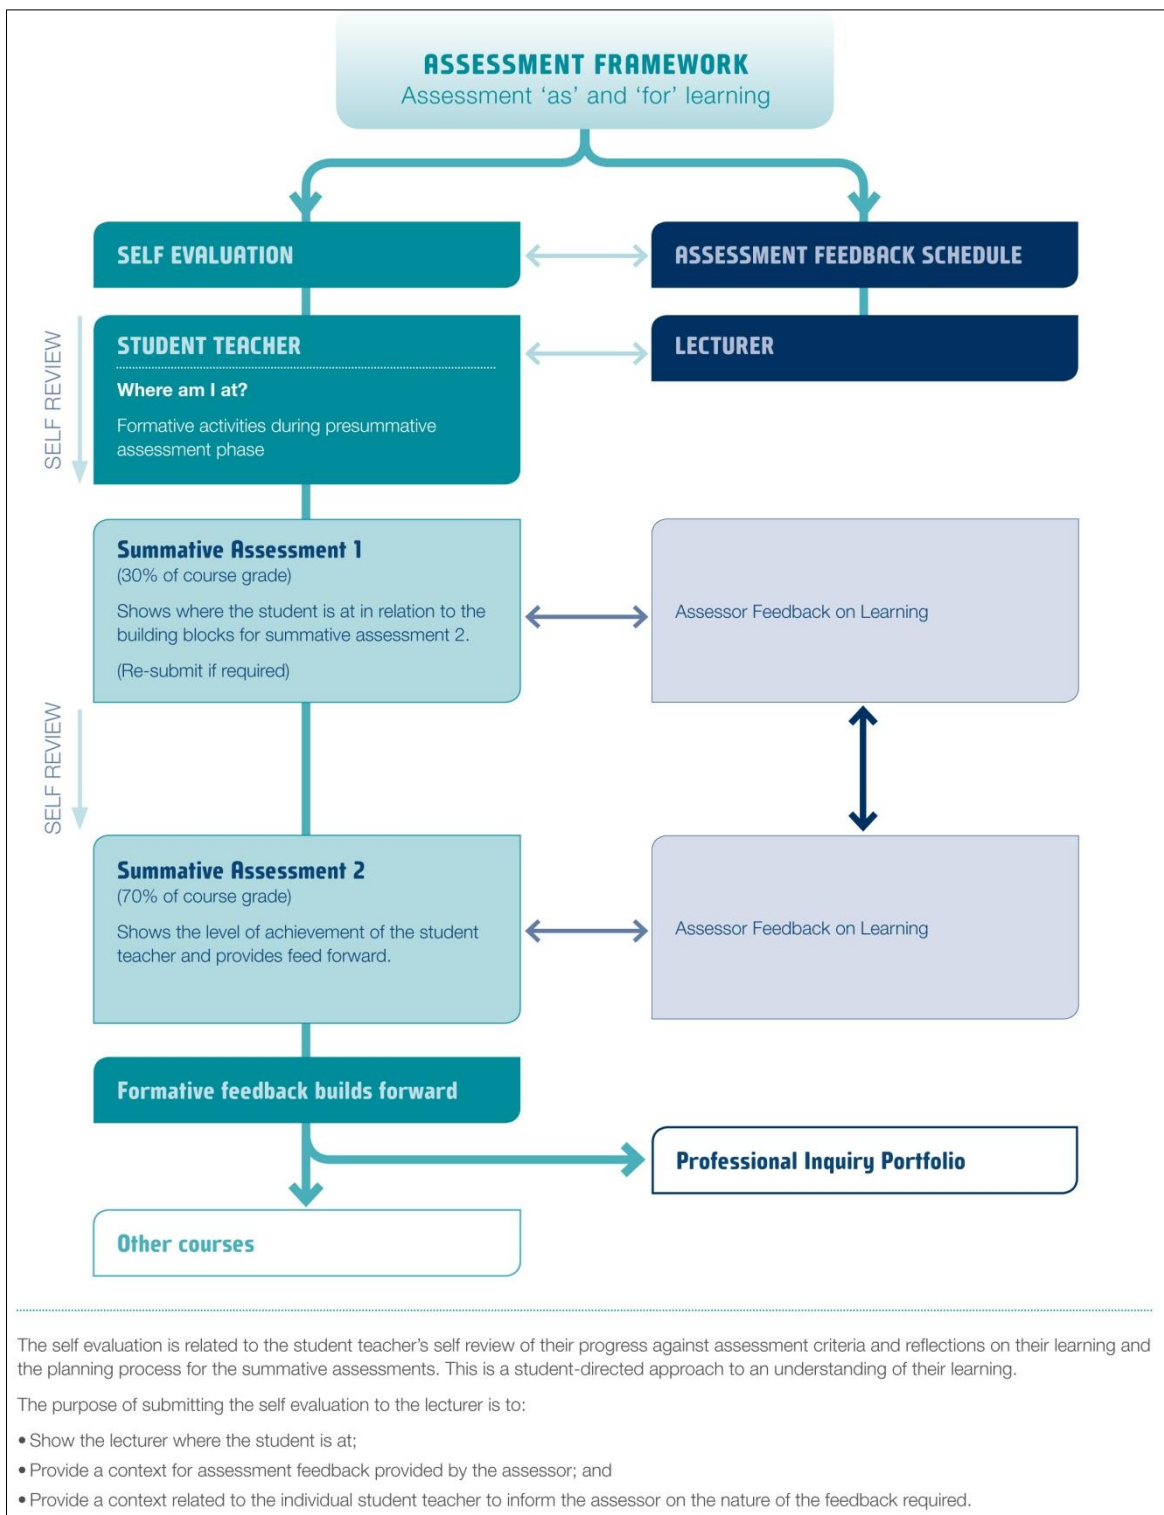 ASSESSMENT FRAMEWORK
Assessment ‘as’ and ‘for’ learning
SELF EVALUATION
ASSESSMENT FEEDBACK SCHEDULE
SELF REVIEW
STUDENT TEACHER
LECTURER
Where am I at?
Formative activities during presummative
assessment phase
Summative Assessment 1
(30% of course grade)
Shows where the student is at in relation to the
building blocks for summative assessment 2.
(Re-submit if required)
Assessor Feedback on Learning
SELF REVIEW
Summative Assessment 2
(70% of course grade)
Shows the level of achievement of the student
teacher and provides feed forward.
Assessor Feedback on Learning
Formative feedback builds forward
Professional Inquiry Portfolio
Other courses
The self evaluation is related to the student teacher’s self review of their progress against assessment criteria and reflections on their learning and
the planning process for the summative assessments. This is a student-directed approach to an understanding of their learning.
The purpose of submitting the self evaluation to the lecturer is to:
• Show the lecturer where the student is at;
• Provide a context for assessment feedback provided by the assessor; and
• Provide a context related to the individual student teacher to inform the assessor on the nature of the feedback required.